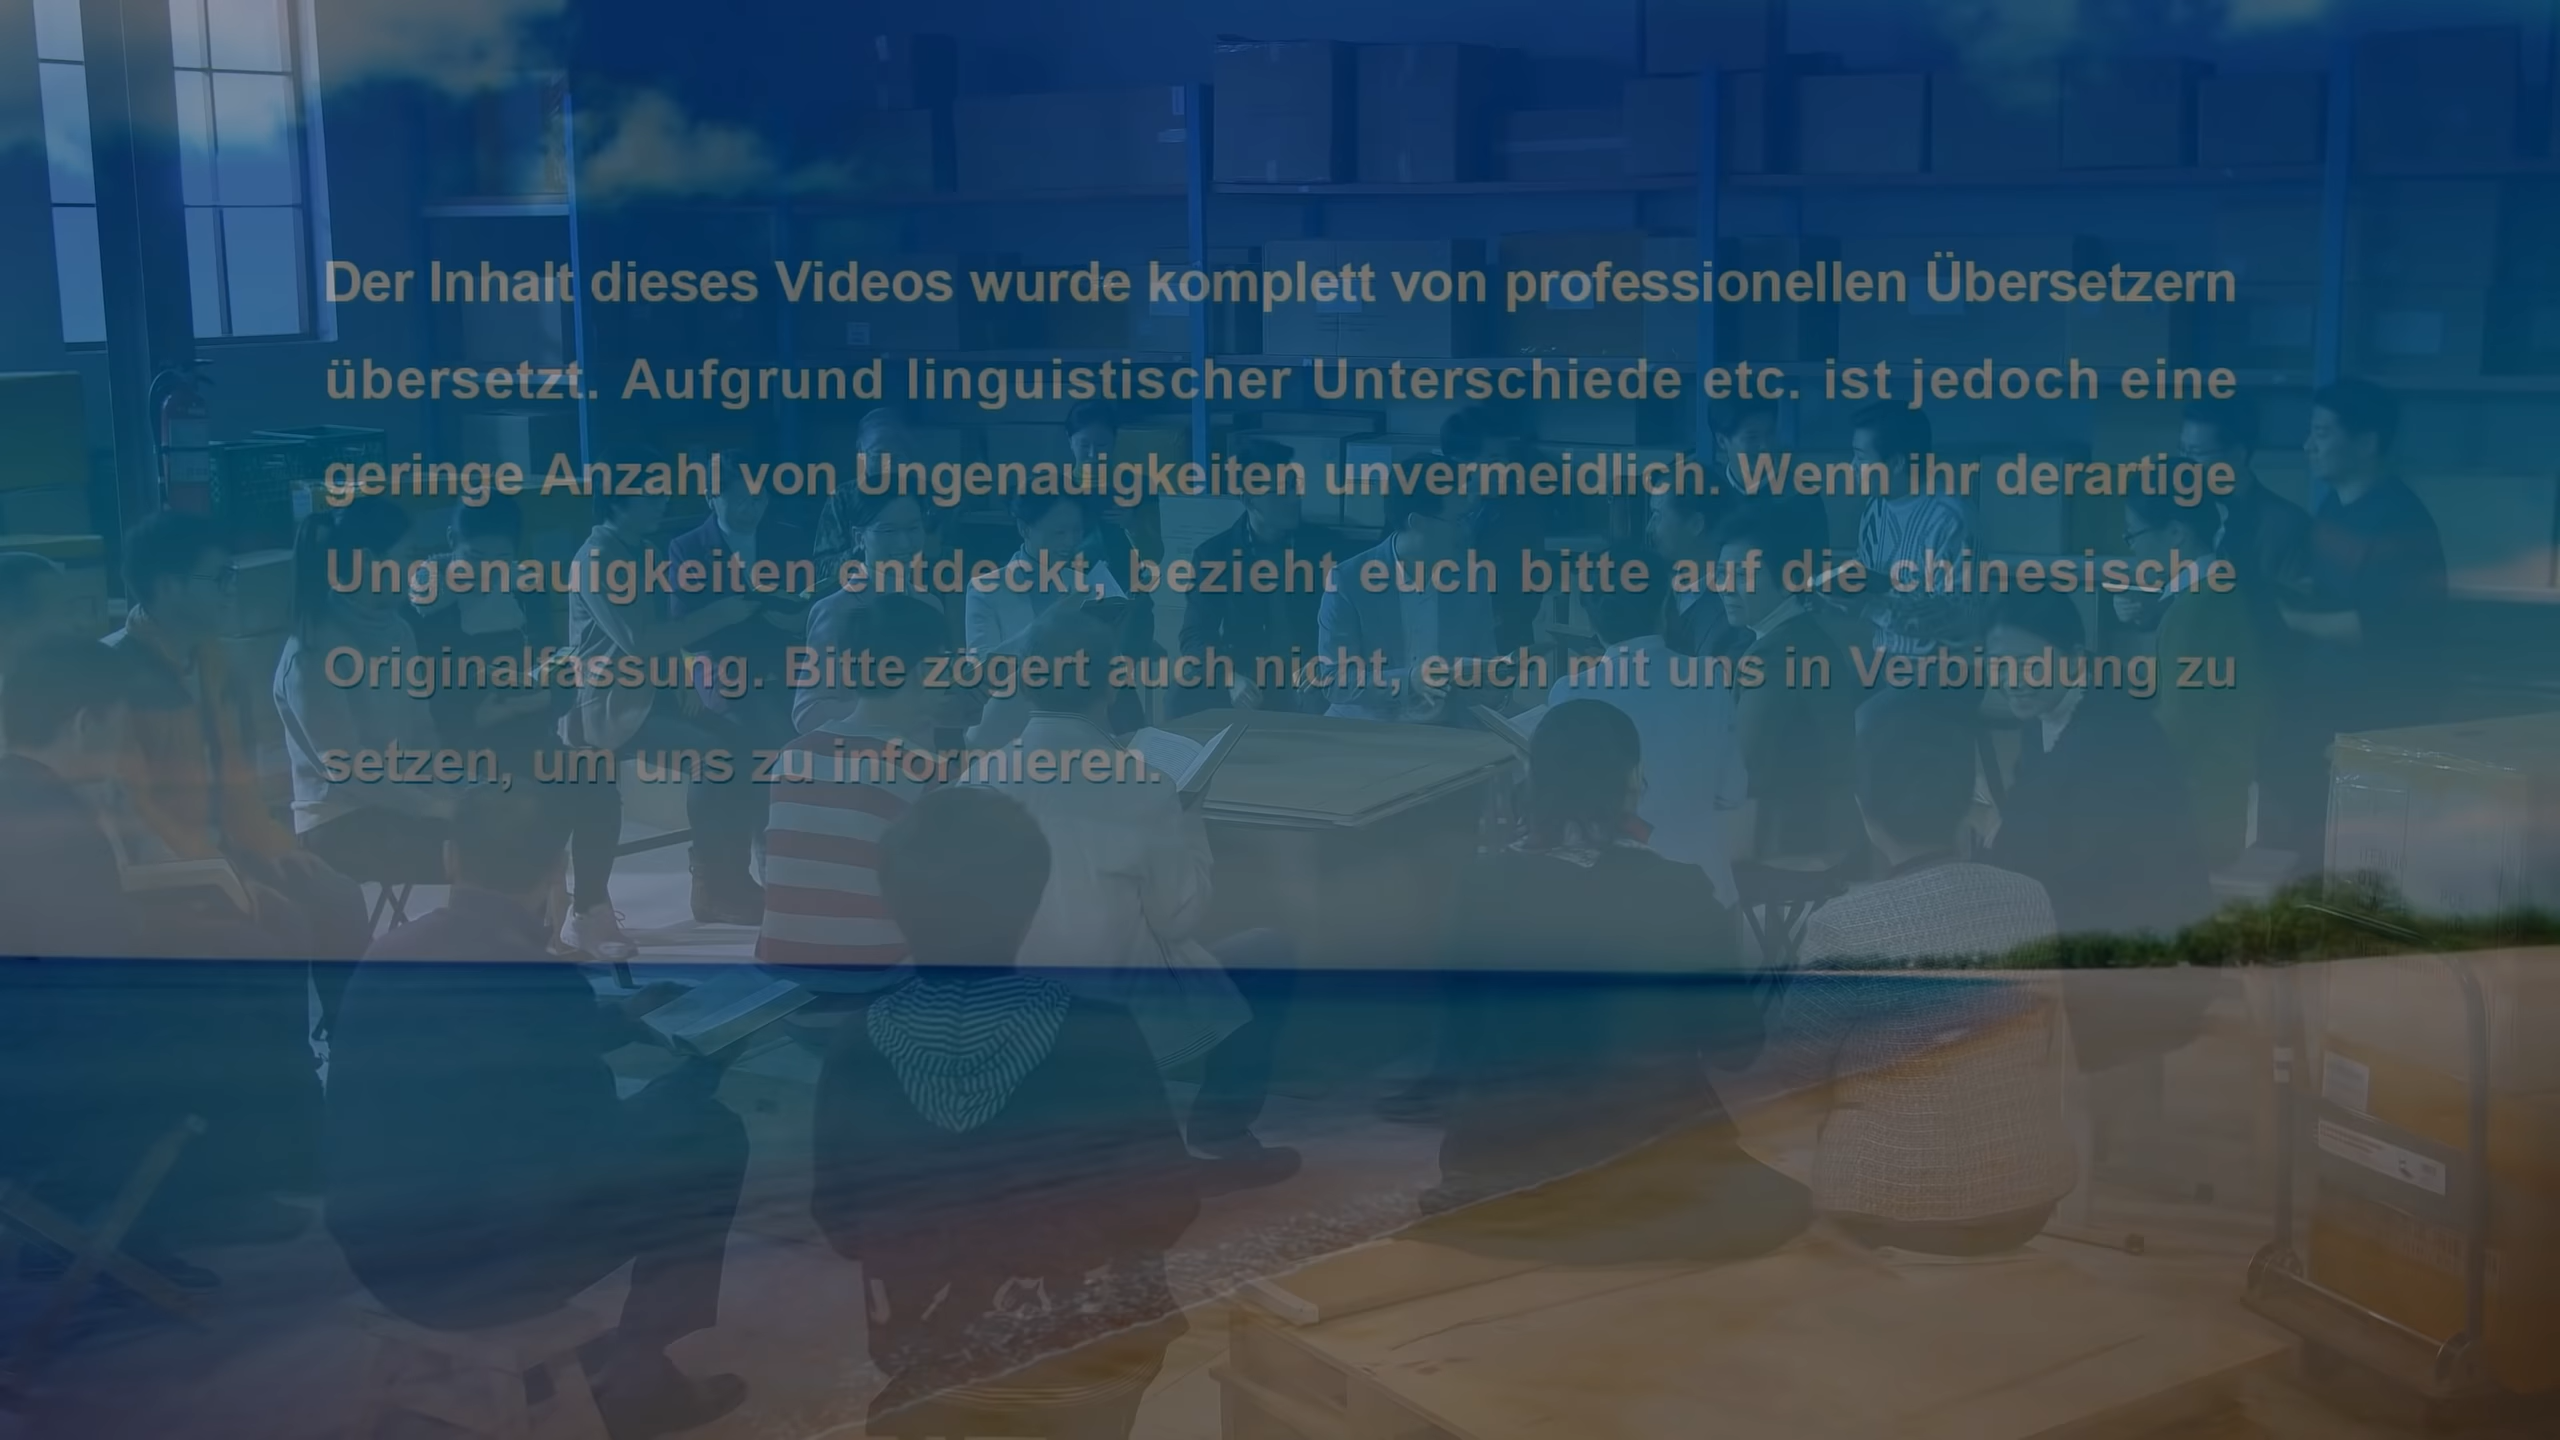 Der Inhalt dieses Videos wurde komplett von professionellen Übersetzern
übersetzt. Aufgrund linguistischer Unterschiede etc. ist jedoch eine
geringe Anzahl von Ungenauigkeiten unvermeidlich. Wenn ihr derartige
Ungenauigkeiten entdeckt, bezieht euch bitte auf die chinesische
Originalfassung. Bitte zögert auch nicht, euch mit uns in Verbindung zu
setzen, um uns zu informieren.